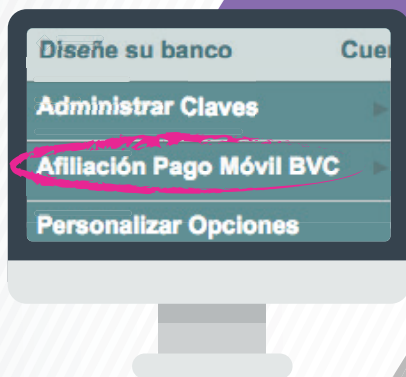 Diseñe su banco
Administrar Claves
Afiliación Pago Móvil BVC
Personalizar Opciones